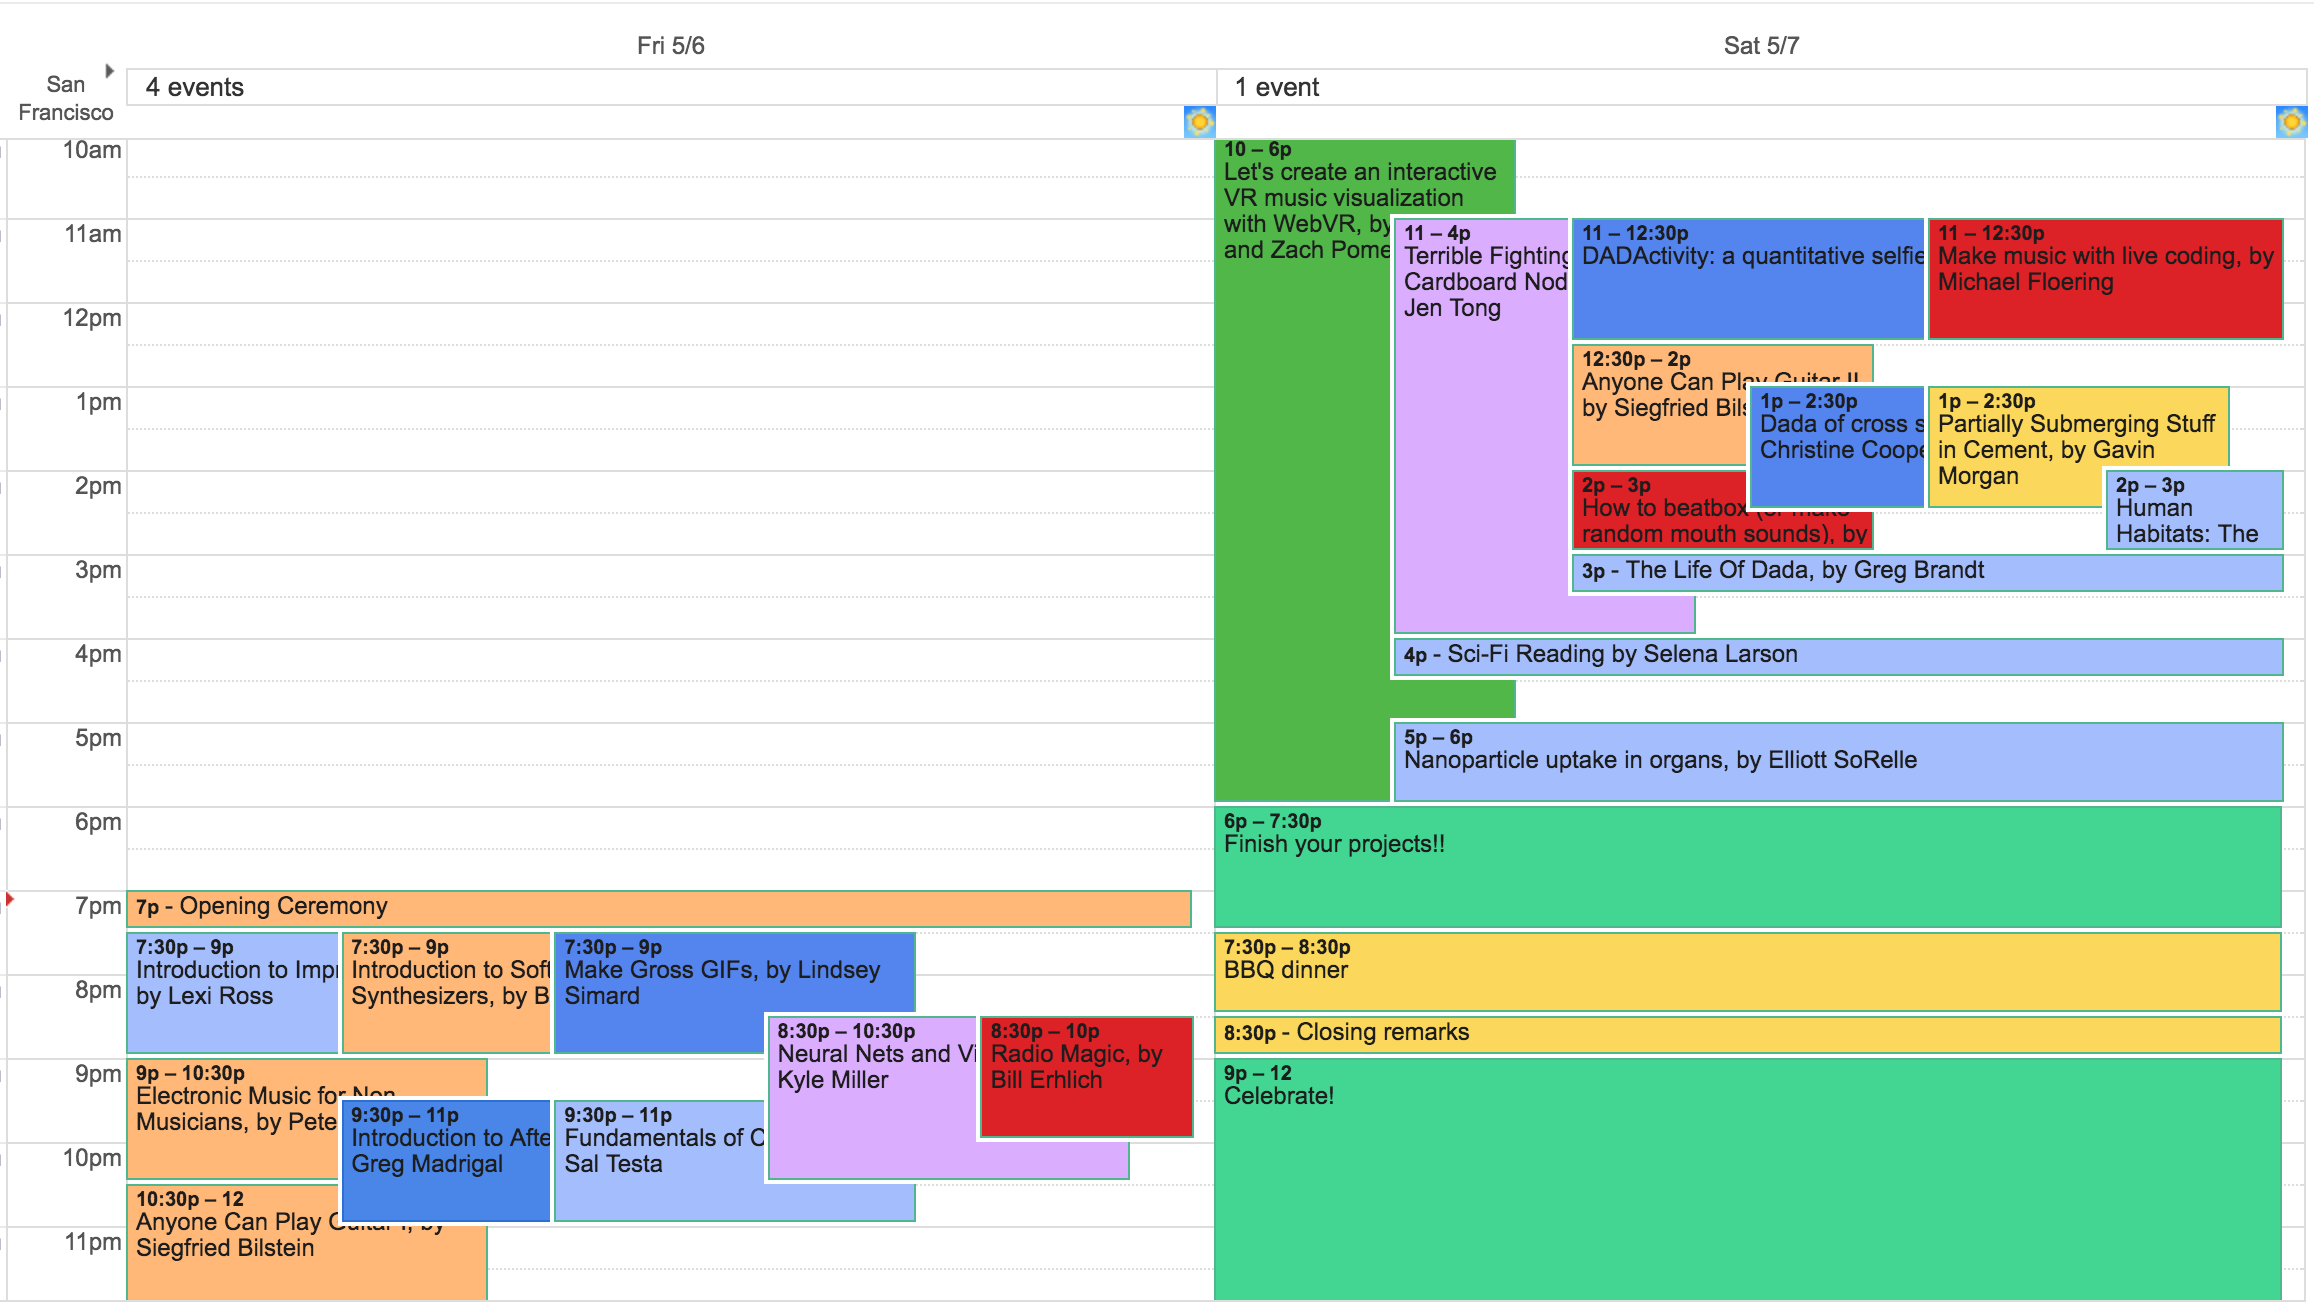 Fri 5/6
Sat 5/7
San
Francisco
4 events
1 event
10am
11am
12pm
1pm
2pm
3pm
4pm
5pm
6pm
7pm
8pm
9pm
10pm
11pm
7p - Opening Ceremony
7:30p – 9p
Introduction to
by Lexi Ross
7:30p – 9p
Introduction to
Synthesizers, by
7:30p – 9p
Make Gross GIFs, by Lindsey
Simard
8:30p – 10:30p
Neural Nets and
Kyle Miller
8:30p – 10p
Radio Magic, by
Bill Erhlich
9p – 10:30p
Electronic Music for Non
Musicians, by Pete
9:30p – 11p
Introduction to
Greg Madrigal
9:30p – 11p
Fundamentals of
Sal Testa
10:30p – 12
Anyone Can Play Guitar I, by
Siegfried Bilstein
10 – 6p
Let's create an interactive
VR music visualization
with WebVR, by
and Zach
11 – 4p
Terrible Fighting
Cardboard
Jen Tong
11 – 12:30p
DADActivity: a quantitative selfie
11 – 12:30p
Make music with live coding, by
Michael Floering
12:30p – 2p
Anyone Can Play Guitar II
by Siegfried
1p – 2:30p
Dada of cross
Christine
1p – 2:30p
Partially Submerging Stuff
in Cement, by Gavin
Morgan
2p – 3p
How to beatbox (or make
random mouth sounds), by
2p – 3p
Human
Habitats: The
3p - The Life Of Dada, by Greg Brandt
4p - Sci-Fi Reading by Selena Larson
5p – 6p
Nanoparticle uptake in organs, by Elliott SoRelle
6p – 7:30p
Finish your projects!!
7:30p – 8:30p
BBQ dinner
8:30p - Closing remarks
9p – 12
Celebrate!